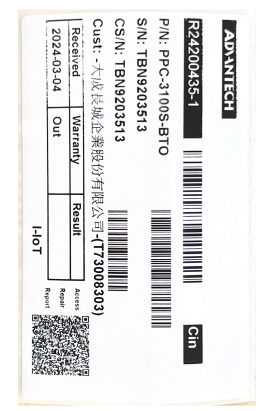 ADVANTECH
R24200435-1
Cin
P/N: PPC-3100S-BTO
S/N: TBN9203513
CS/N: TBN9203513
Cust: -大成長城企業股份有限公司-(T73008303)
Received Warranty Result
2024-03-04 Out
Access
Repair
Report
I-IoT